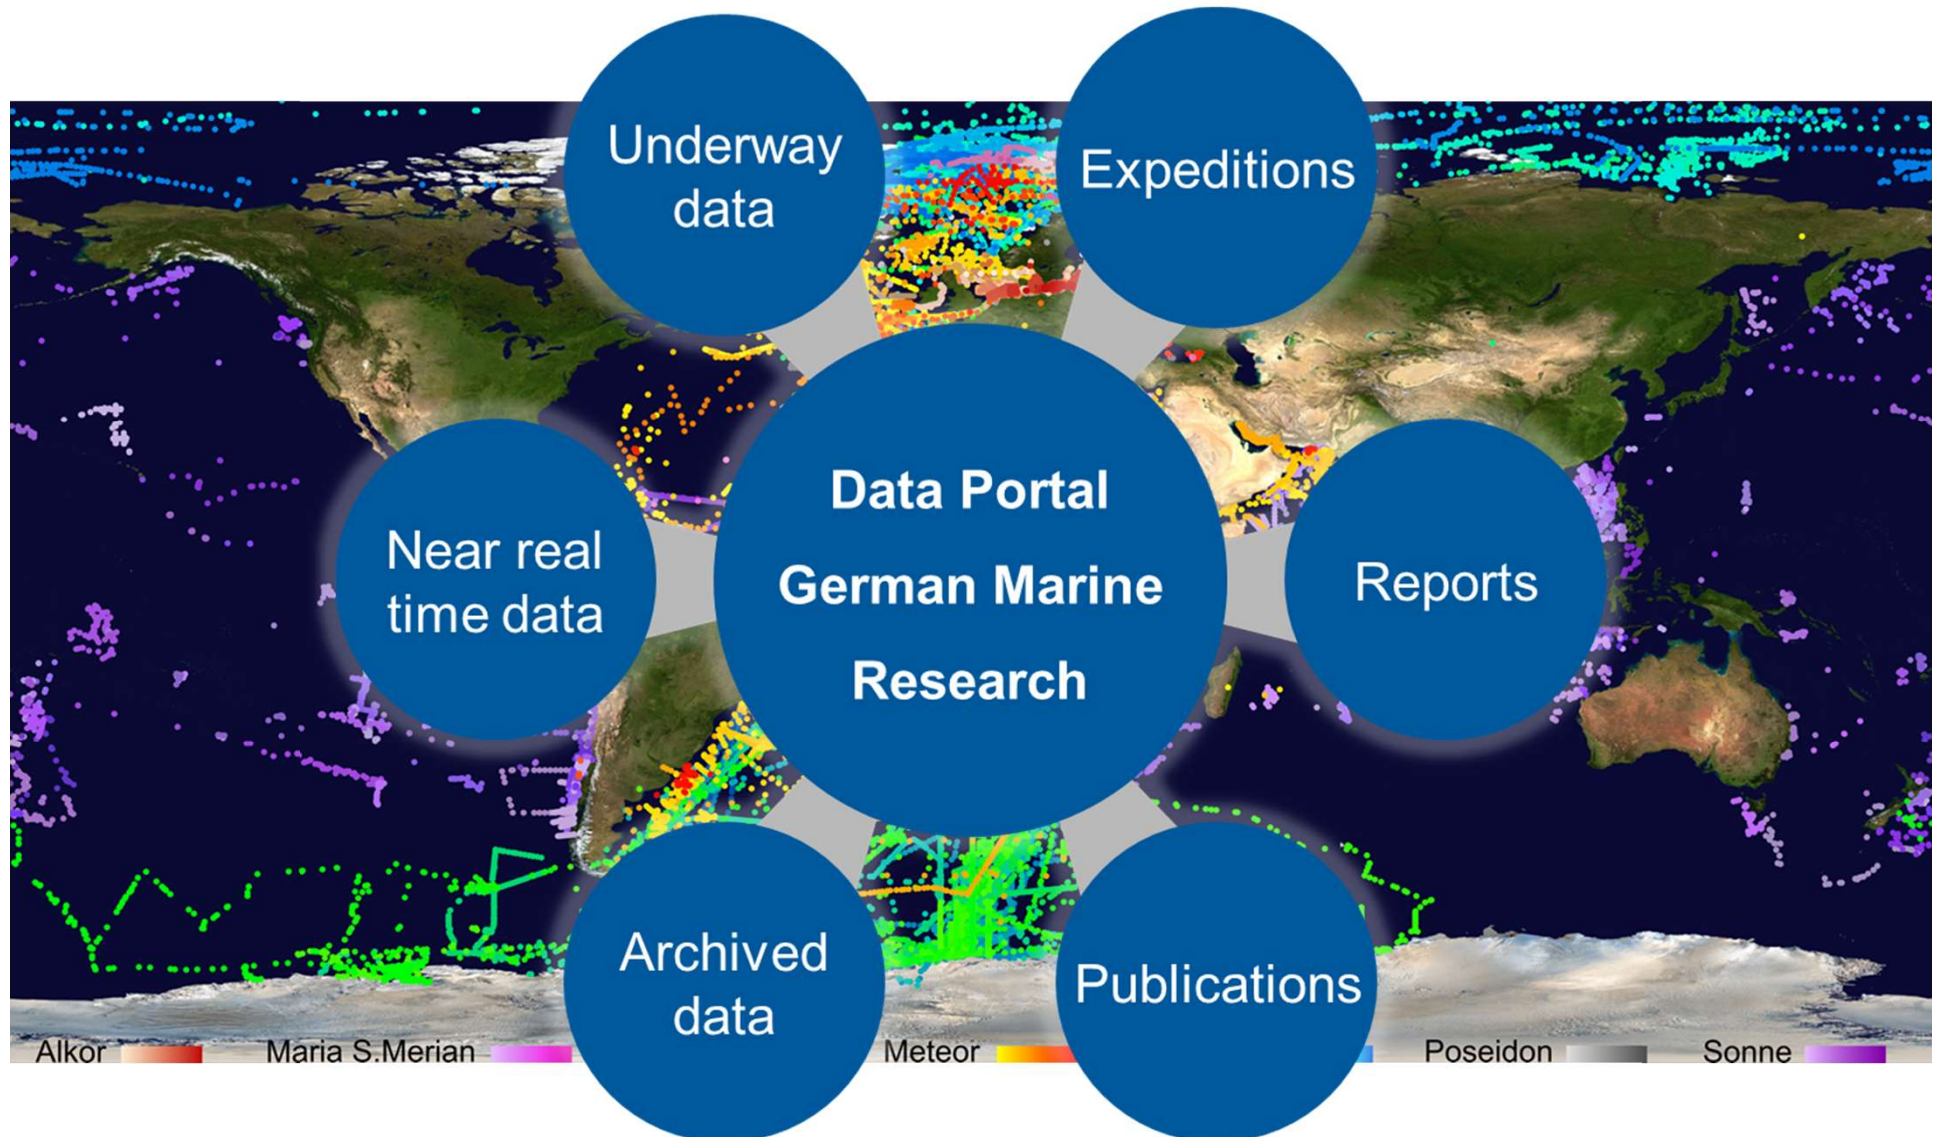 Underway
data
Expeditions
Data Portal
German Marine
Research
Near real
time data
Reports
Archived
data
Publications
Alkor
Maria S.Merian
Meteor
Poseidon
Sonne